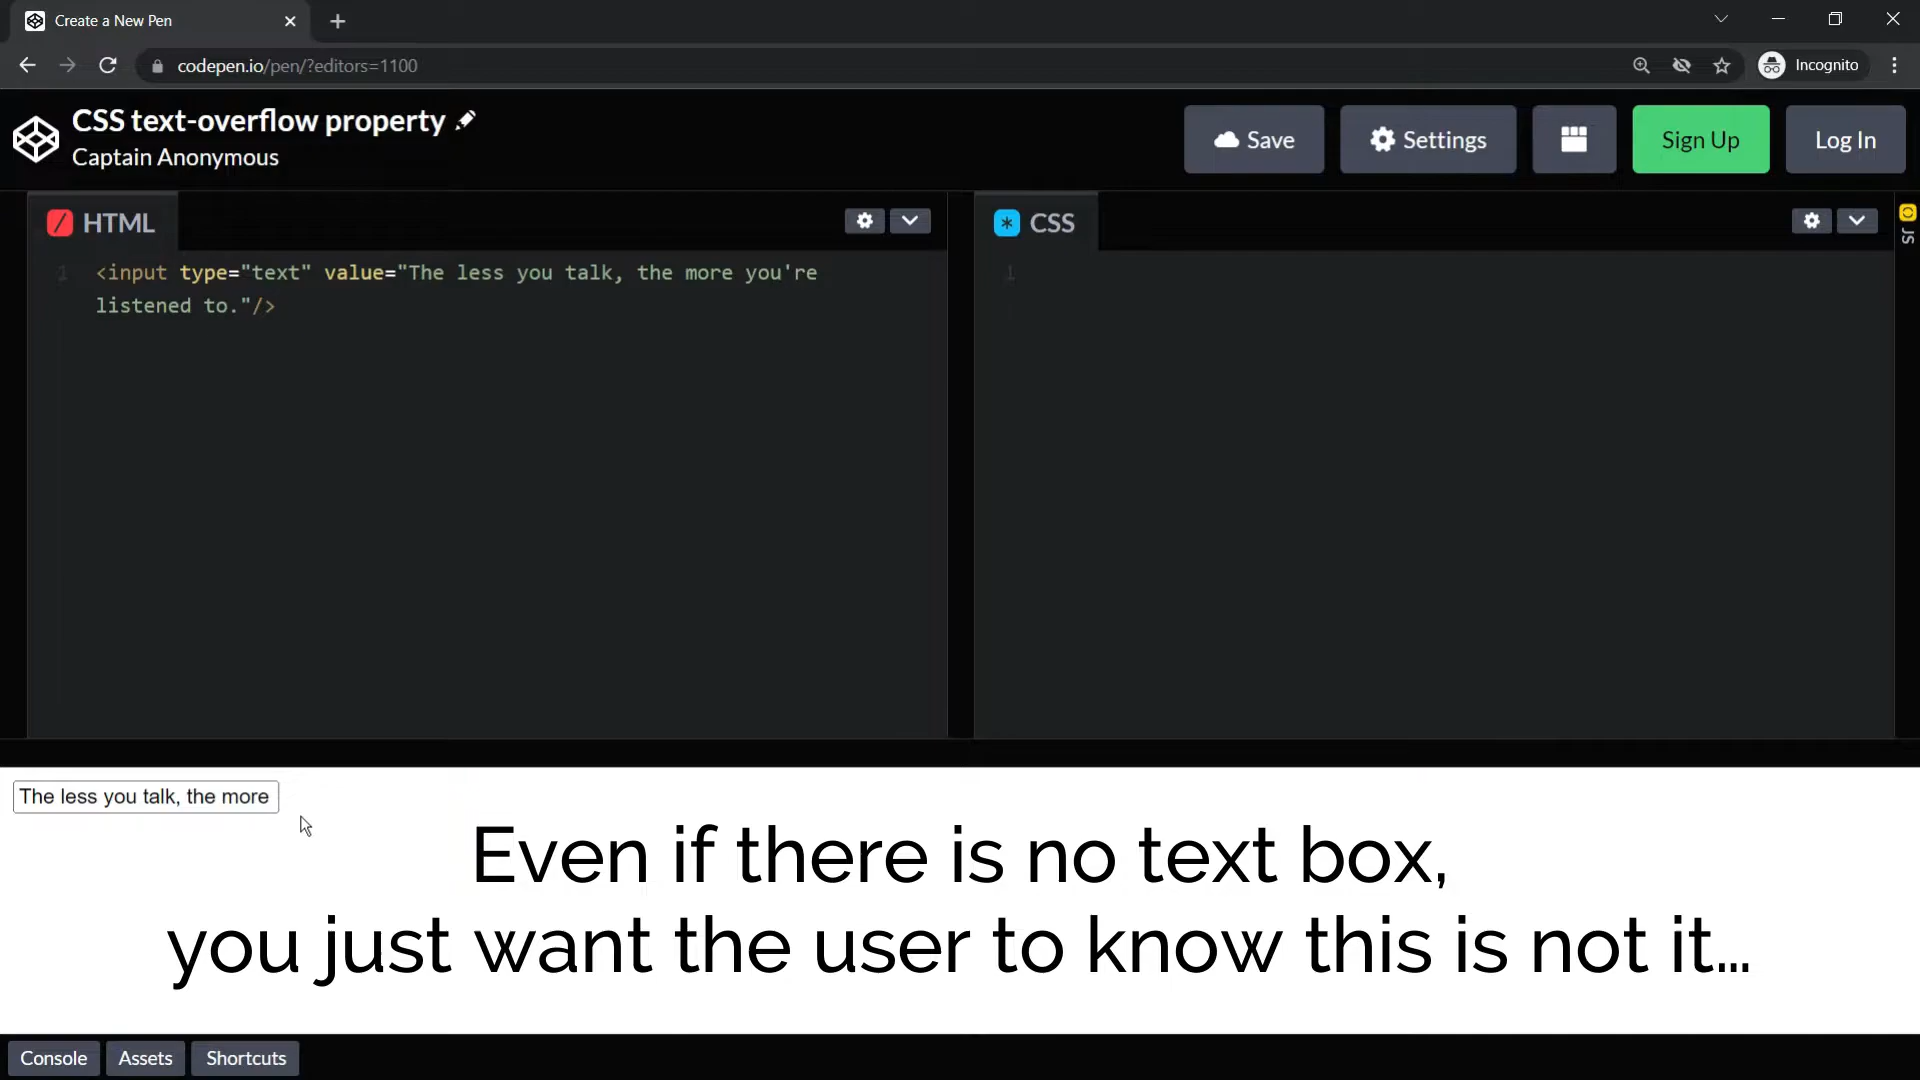 Create a New Pen
codepen.io/pen/?editors=1100
Incognito
CSS text-overflow property
Captain Anonymous
Save
Settings
Sign Up
Log In
HTML
CSS
JS
1 <input type="text" value="The less you talk, the more you're
listened to."/>
1
The less you talk, the more
Even if there is no text box,
you just want the user to know this is not it...
Console
Assets
Shortcuts